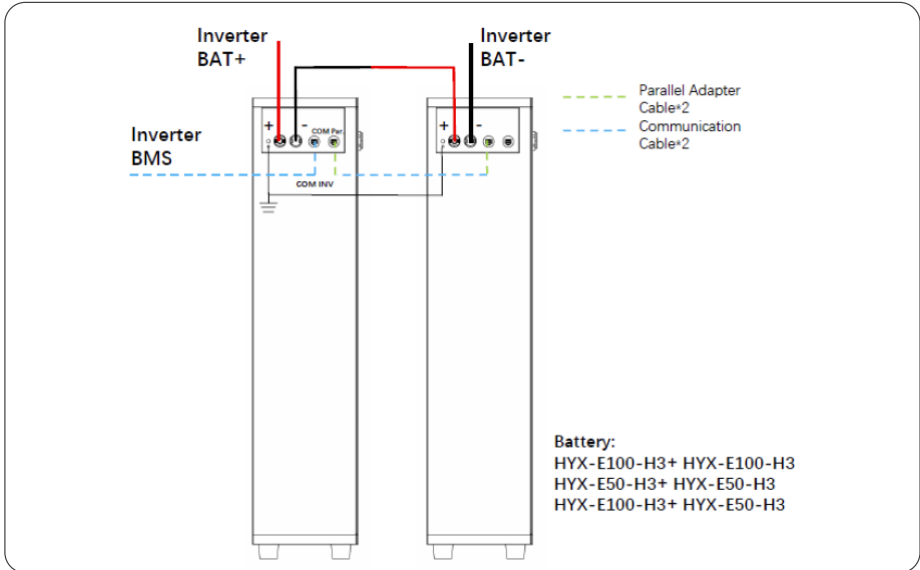 Inverter
BAT+
Inverter
BAT-
Parallel Adapter
Cable*2
Communication
Cable*2
+ -
COM Par.
+ -
Inverter
BMS
COM INV
Battery:
HYX-E100-H3+ HYX-E100-H3
HYX-E50-H3+ HYX-E50-H3
HYX-E100-H3+ HYX-E50-H3